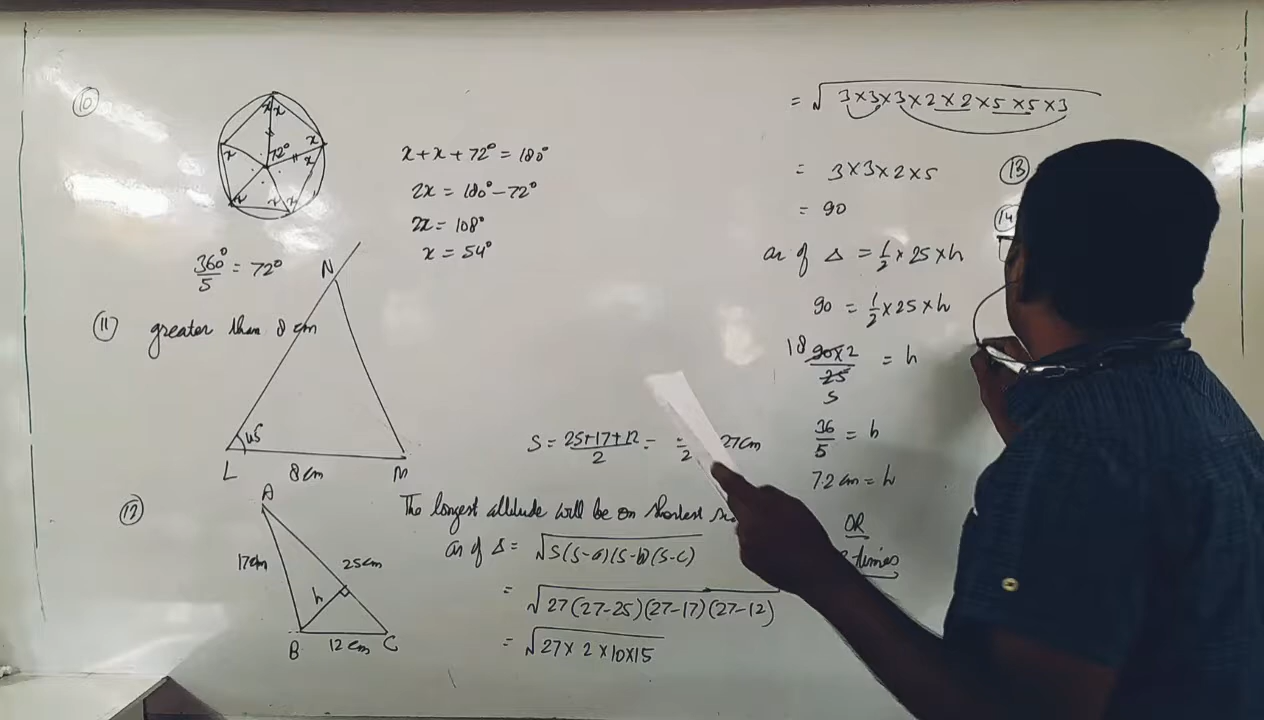 10
x x
x x
72°
x x
x x x
360°/5 = 72°
x + x + 72° = 180°
2x = 180° - 72°
2x = 108°
x = 54°
11 greater than 8 cm
N
45
L 8cm M
12
A
17cm 25cm
h
B 12cm C
S = 25+17+12/2 = = /2 27cm
The longest altitude will be on shortest
ar of Δ = √S(S-a)(S-b)(S-c)
= √27(27-25)(27-17)(27-12)
= √27 × 2 × 10 × 15
= √3×3×3×2×2×5×5×3
= 3×3×2×5
= 90
ar of Δ = 1/2 × 25 × h
90 = 1/2 × 25 × h
18 90×2/25 = h
5
36/5 = h
7.2 cm = h
OR
times
13
14